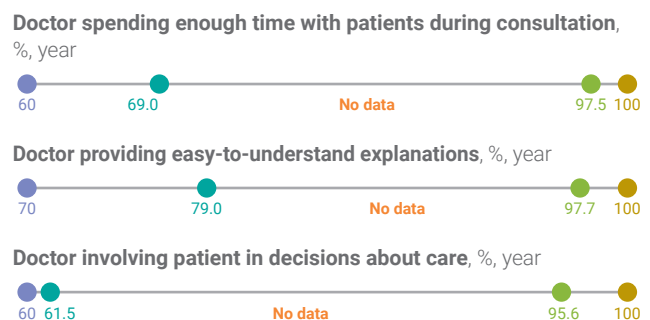 Doctor spending enough time with patients during consultation,
%, year
60 69.0 No data 97.5 100
Doctor providing easy-to-understand explanations, %, year
70 79.0 No data 97.7 100
Doctor involving patient in decisions about care, %, year
60 61.5 No data 95.6 100